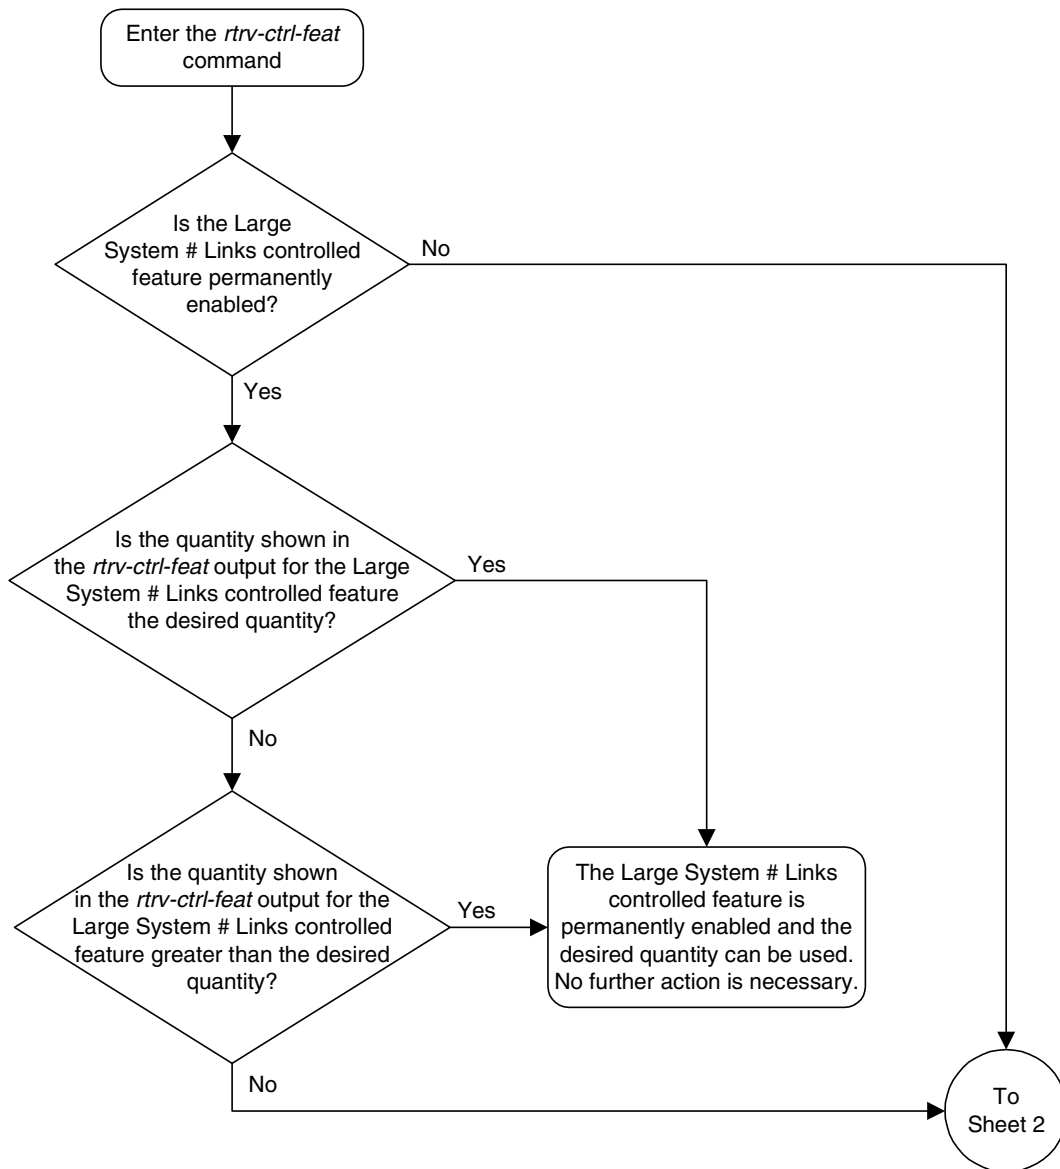 Enter the rtrv-ctrl-feat
command
Is the Large
System # Links controlled
feature permanently
enabled?
No
Yes
Is the quantity shown in
the rtrv-ctrl-feat output for the Large
System # Links controlled feature
the desired quantity?
Yes
No
Is the quantity shown
in the rtrv-ctrl-feat output for the
Large System # Links controlled
feature greater than the desired
quantity?
Yes
The Large System # Links
controlled feature is
permanently enabled and the
desired quantity can be used.
No further action is necessary.
No
To
Sheet 2